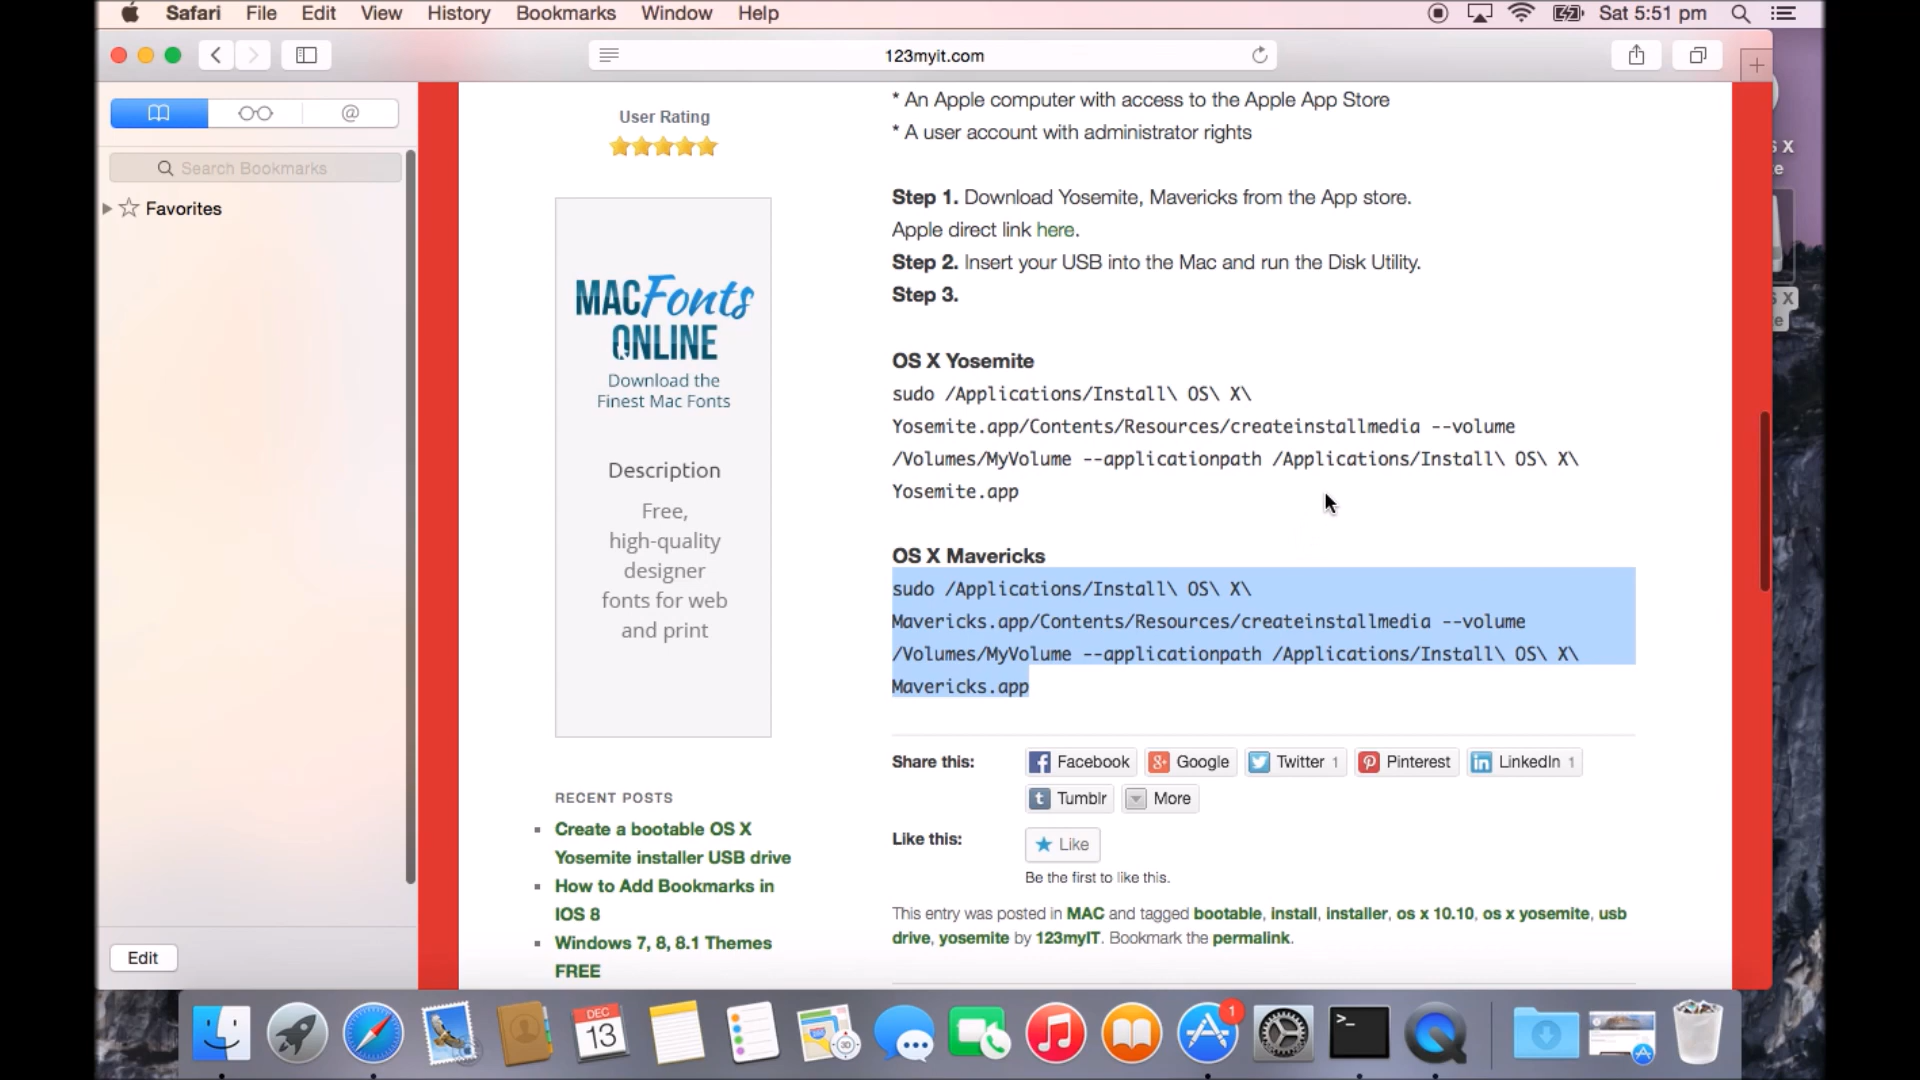 Safari File Edit View History Bookmarks Window Help Sat 5:51 pm
123myit.com
@
Search Bookmarks
Favorites
Edit
User Rating
MACFonts
ONLINE
Download the
Finest Mac Fonts
Description
Free,
high-quality
designer
fonts for web
and print
RECENT POSTS
Create a bootable OS X
Yosemite installer USB drive
How to Add Bookmarks in
IOS 8
Windows 7, 8, 8.1 Themes
FREE
* An Apple computer with access to the Apple App Store
* A user account with administrator rights
Step 1. Download Yosemite, Mavericks from the App store.
Apple direct link here.
Step 2. Insert your USB into the Mac and run the Disk Utility.
Step 3.
OS X Yosemite
sudo /Applications/Install\ OS\ X\
Yosemite.app/Contents/Resources/createinstallmedia --volume
/Volumes/MyVolume --applicationpath /Applications/Install\ OS\ X\
Yosemite.app
OS X Mavericks
sudo /Applications/Install\ OS\ X\
Mavericks.app/Contents/Resources/createinstallmedia --volume
/Volumes/MyVolume --applicationpath /Applications/Install\ OS\ X\
Mavericks.app
Share this: Facebook Google Twitter 1 Pinterest LinkedIn 1
Tumblr More
Like this: Like
Be the first to like this.
This entry was posted in MAC and tagged bootable, install, installer, os x 10.10, os x yosemite, usb
drive, yosemite by 123myIT. Bookmark the permalink.
DEC
13
3D
1
>_